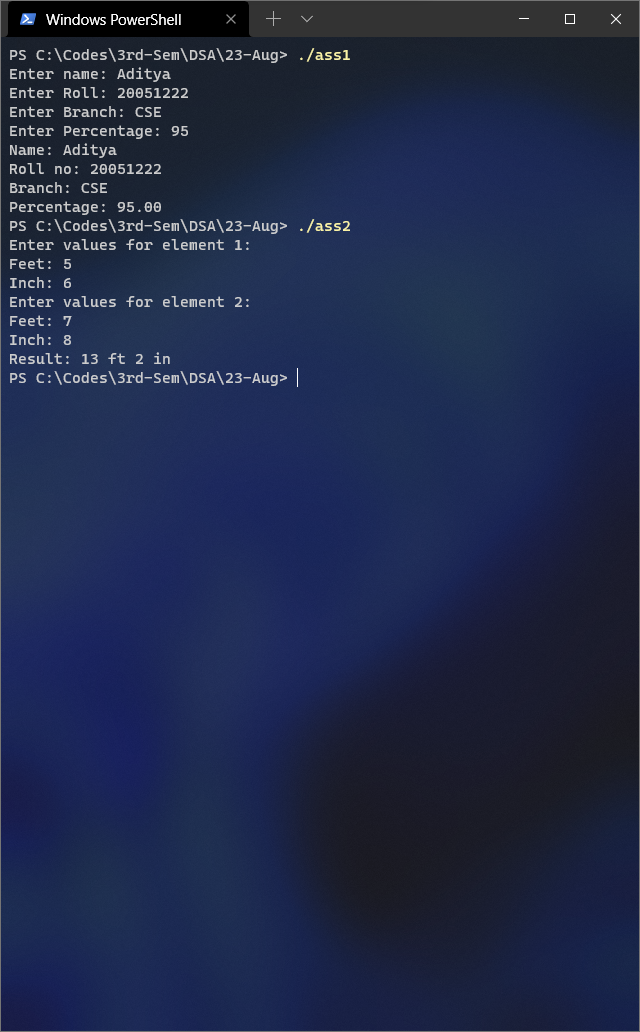 Windows PowerShell
PS C:\Codes\3rd-Sem\DSA\23-Aug> ./ass1
Enter name: Aditya
Enter Roll: 20051222
Enter Branch: CSE
Enter Percentage: 95
Name: Aditya
Roll no: 20051222
Branch: CSE
Percentage: 95.00
PS C:\Codes\3rd-Sem\DSA\23-Aug> ./ass2
Enter values for element 1:
Feet: 5
Inch: 6
Enter values for element 2:
Feet: 7
Inch: 8
Result: 13 ft 2 in
PS C:\Codes\3rd-Sem\DSA\23-Aug>